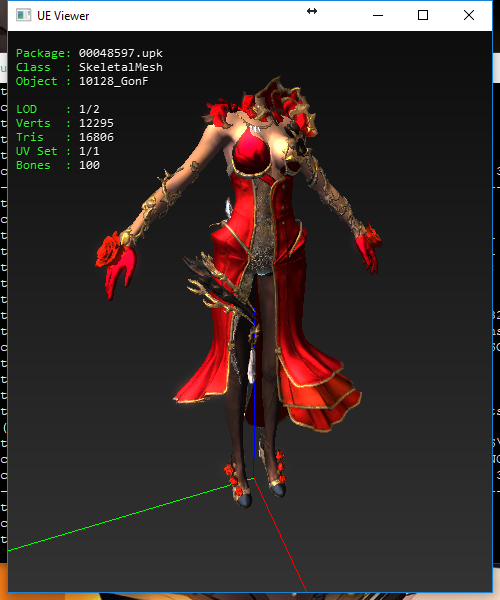 UE Viewer
Package: 00048597.upk
Class : SkeletalMesh
Object : 10128_GonF
LOD : 1/2
Verts : 12295
Tris : 16806
UV Set : 1/1
Bones : 100